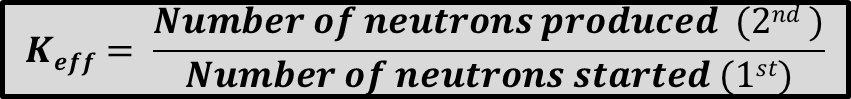 K_eff = Number of neutrons produced (2^nd) / Number of neutrons started (1^st)